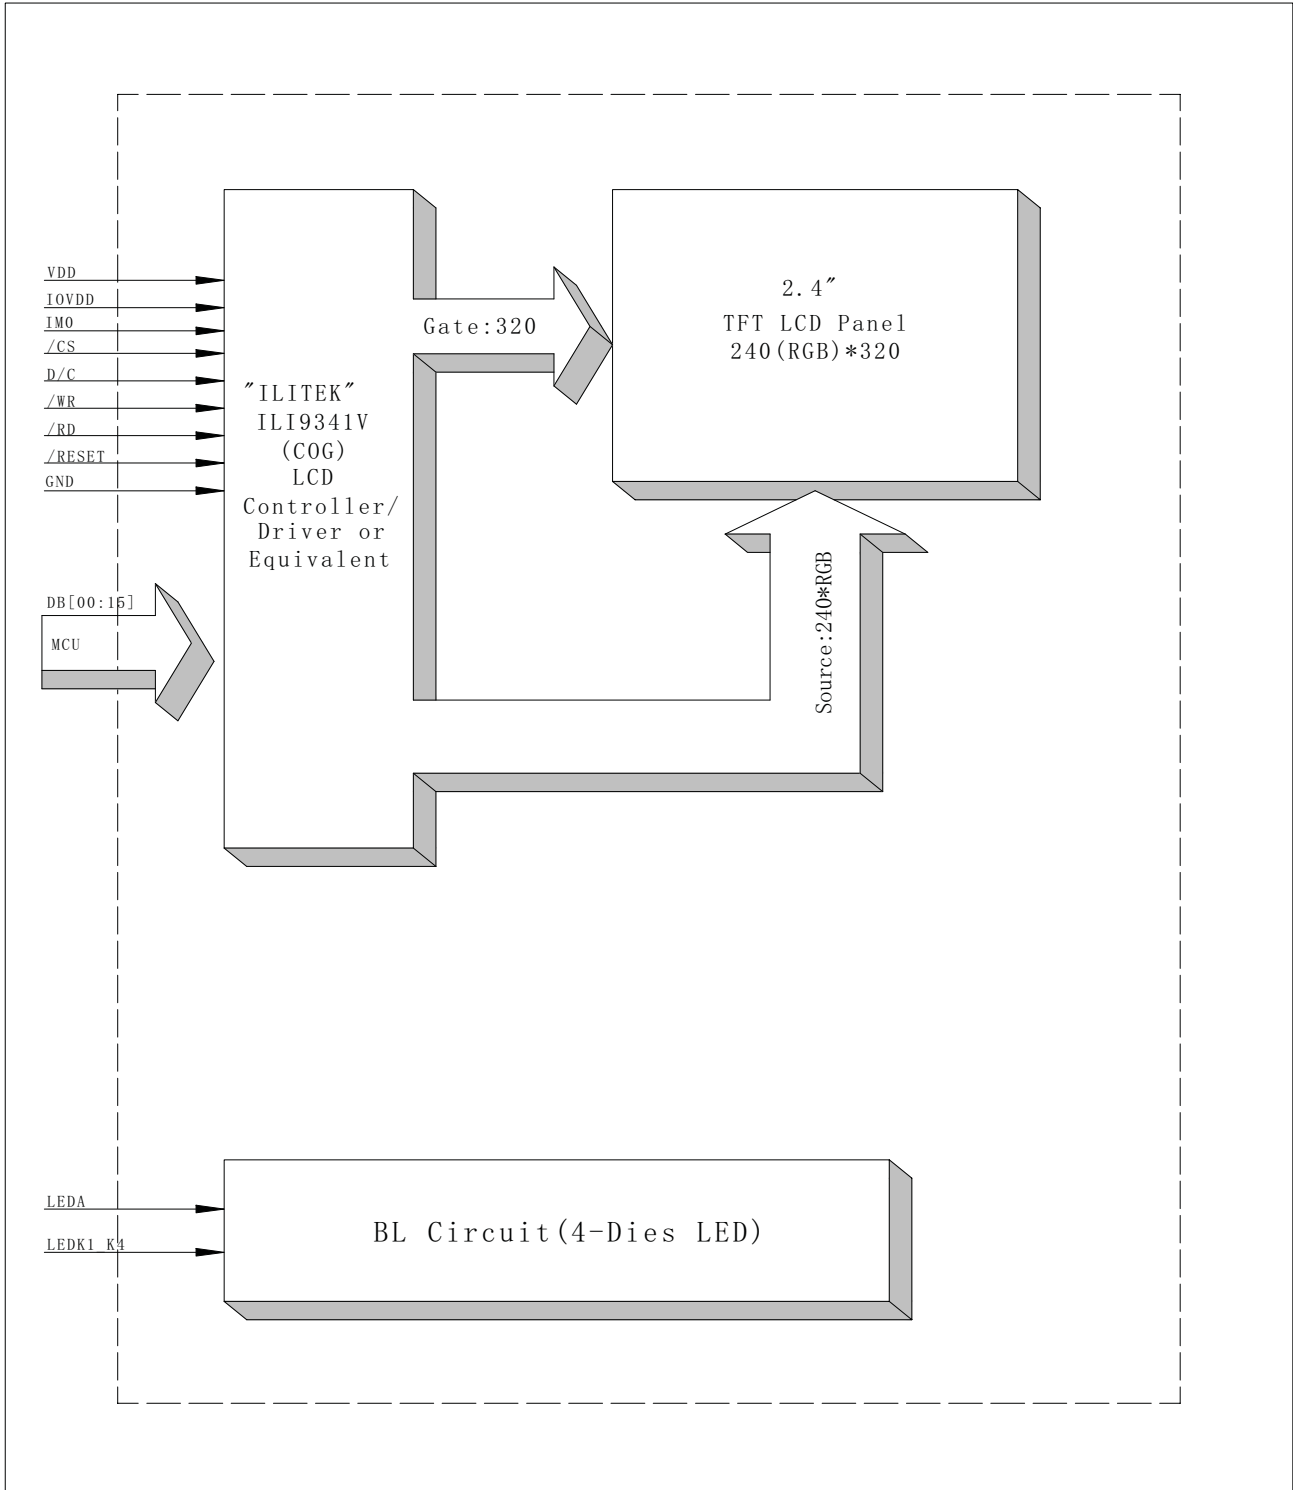 VDD
IOVDD
IM0
/CS
D/C
/WR
/RD
/RESET
GND
DB[00:15]
MCU
"ILITEK"
ILI9341V
(COG)
LCD
Controller/
Driver or
Equivalent
Gate:320
2.4"
TFT LCD Panel
240(RGB)*320
Source:240*RGB
LEDA
LEDK1_K4
BL Circuit(4-Dies LED)